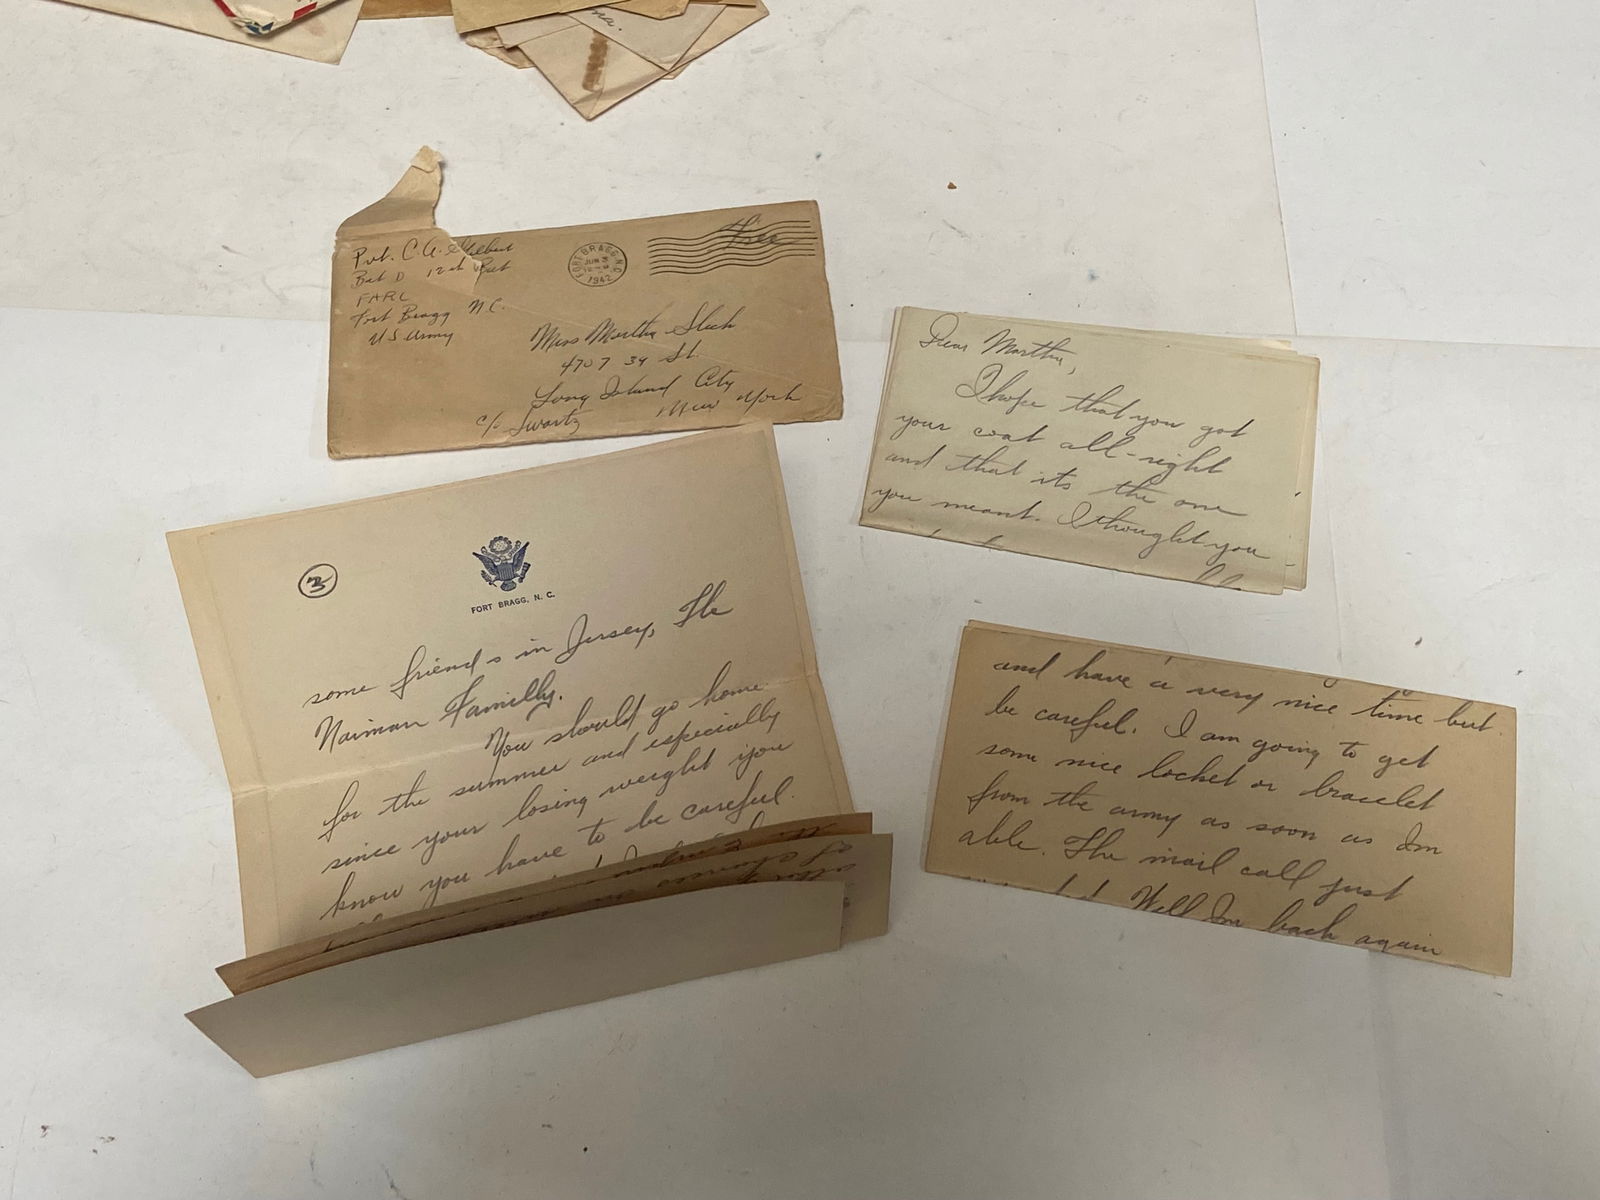 Pvt. C. A.
Bat D 12th
FARC
Fort Bragg N.C.
US Army
FORT BRAGG, N.C.
JUN 3
1942
Free
Miss Martha
4707 39 St.
Long Island City
c/o Swartz New York
Dear Martha,
I hope that you got
your coat all-right
and that its the one
you meant. I thought you
3
FORT BRAGG, N. C.
some friends in Jersey, The
Naiman Familly.
You should go home
for the summer and especially
since your losing weight you
know you have to be careful.
and have a very nice time but
be careful. I am going to get
some nice locket or bracelet
from the army as soon as Im
able. The mail call just
Well Im back again